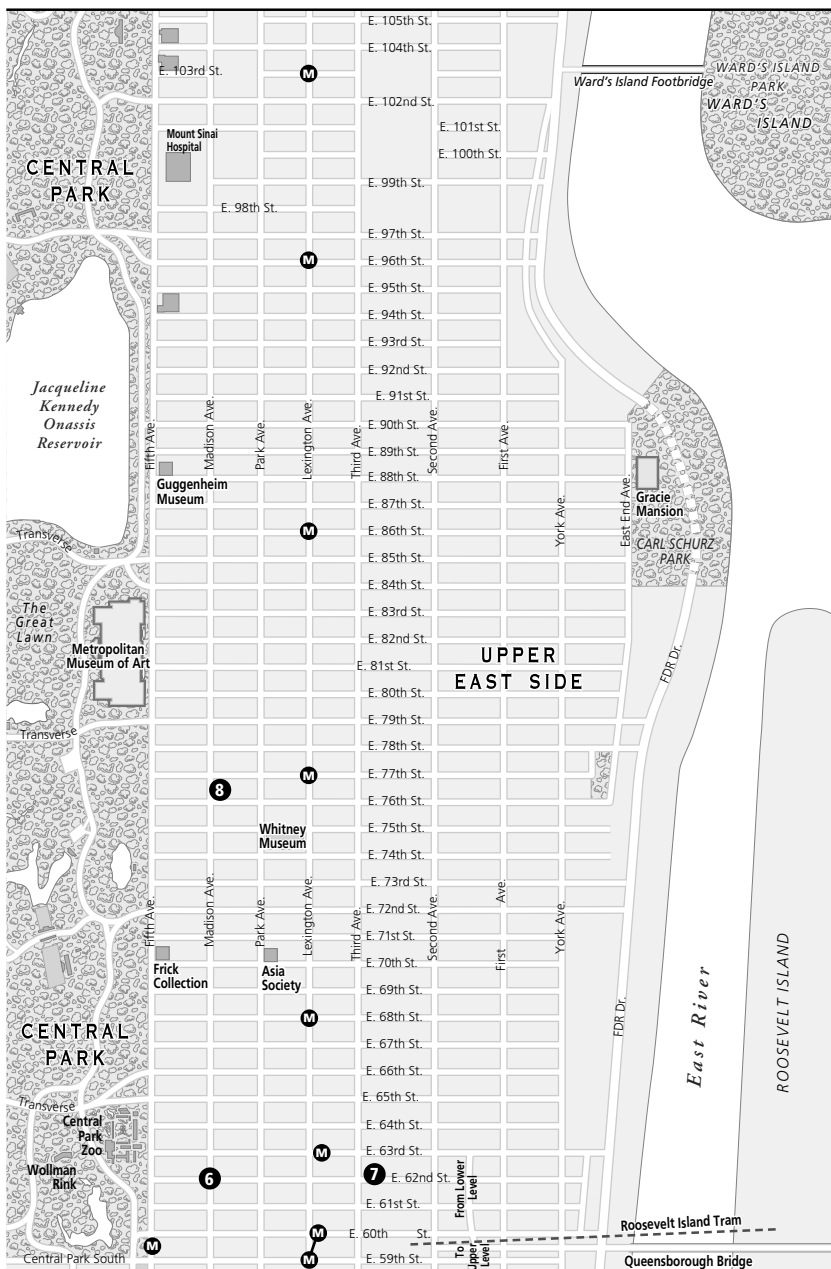 E. 105th St.
E. 104th St.
E. 103rd St.
M
Ward's Island Footbridge
WARD'S ISLAND
PARK
WARD'S
ISLAND
E. 102nd St.
E. 101st St.
E. 100th St.
Mount Sinai
Hospital
CENTRAL
PARK
E. 99th St.
E. 98th St.
E. 97th St.
E. 96th St.
M
E. 95th St.
E. 94th St.
E. 93rd St.
E. 92nd St.
E. 91st St.
Jacqueline
Kennedy
Onassis
Reservoir
Fifth Ave.
Madison Ave.
Park Ave.
Lexington Ave.
Third Ave.
Second Ave.
First Ave.
York Ave.
East End Ave.
E. 90th St.
E. 89th St.
E. 88th St.
Guggenheim
Museum
Gracie
Mansion
E. 87th St.
E. 86th St.
M
CARL SCHURZ
PARK
Transverse
E. 85th St.
E. 84th St.
E. 83rd St.
The
Great
Lawn
E. 82nd St.
Metropolitan
Museum of Art
E. 81st St.
UPPER
EAST SIDE
FDR Dr.
E. 80th St.
E. 79th St.
Transverse
E. 78th St.
E. 77th St.
M
8
E. 76th St.
E. 75th St.
Whitney
Museum
E. 74th St.
E. 73rd St.
E. 72nd St.
Fifth Ave.
Madison Ave.
Park Ave.
Lexington Ave.
Third Ave.
Second Ave.
First Ave.
York Ave.
E. 71st St.
E. 70th St.
Frick
Collection
Asia
Society
E. 69th St.
E. 68th St.
M
FDR Dr.
East River
ROOSEVELT ISLAND
CENTRAL
PARK
E. 67th St.
E. 66th St.
E. 65th St.
Transverse
E. 64th St.
Central
Park
Zoo
E. 63rd St.
M
Wollman
Rink
6
7
E. 62nd St.
From Lower
Level
E. 61st St.
E. 60th St.
M
M
Roosevelt Island Tram
Central Park South
M
E. 59th St.
To
Upper
Level
Queensborough Bridge